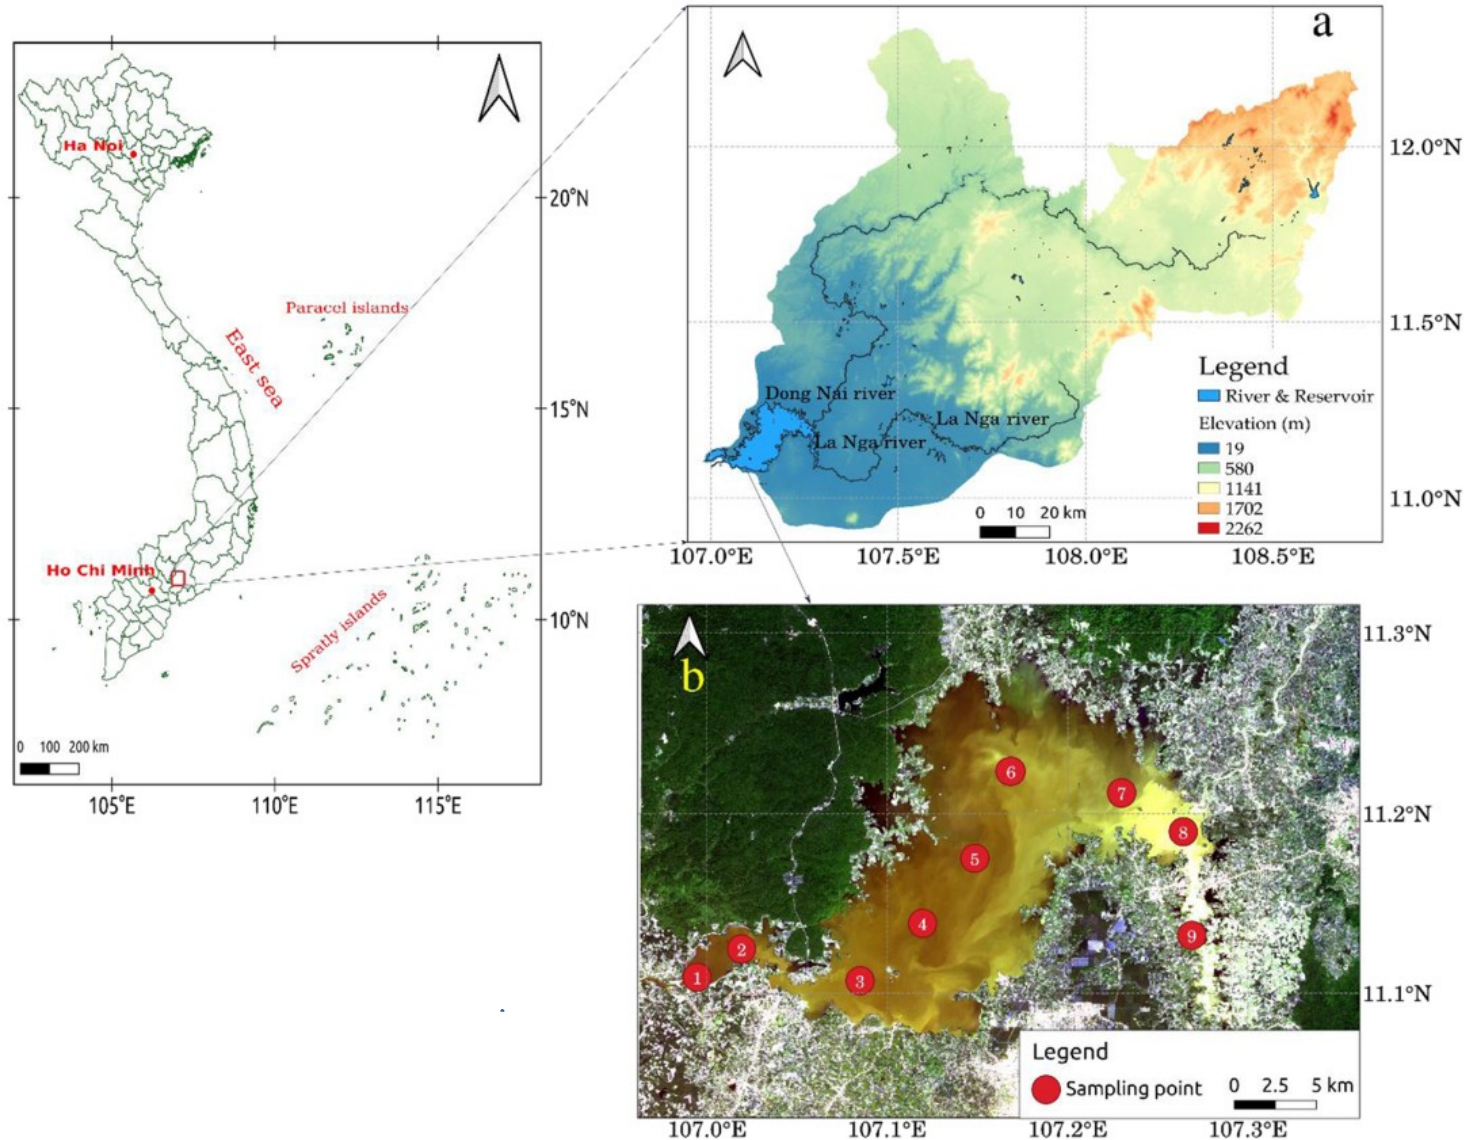 Ha Noi
20°N
Paracel islands
East sea
15°N
Ho Chi Minh
Spratly islands
10°N
0 100 200 km
105°E 110°E 115°E
a
12.0°N
11.5°N
Legend
River & Reservoir
Elevation (m)
19
580
1141
1702
2262
Dong Nai river
La Nga river
La Nga river
11.0°N
0 10 20 km
107.0°E 107.5°E 108.0°E 108.5°E
b
11.3°N
6
7
11.2°N
8
5
4
9
2
1
3
11.1°N
Legend
Sampling point
0 2.5 5 km
107.0°E 107.1°E 107.2°E 107.3°E